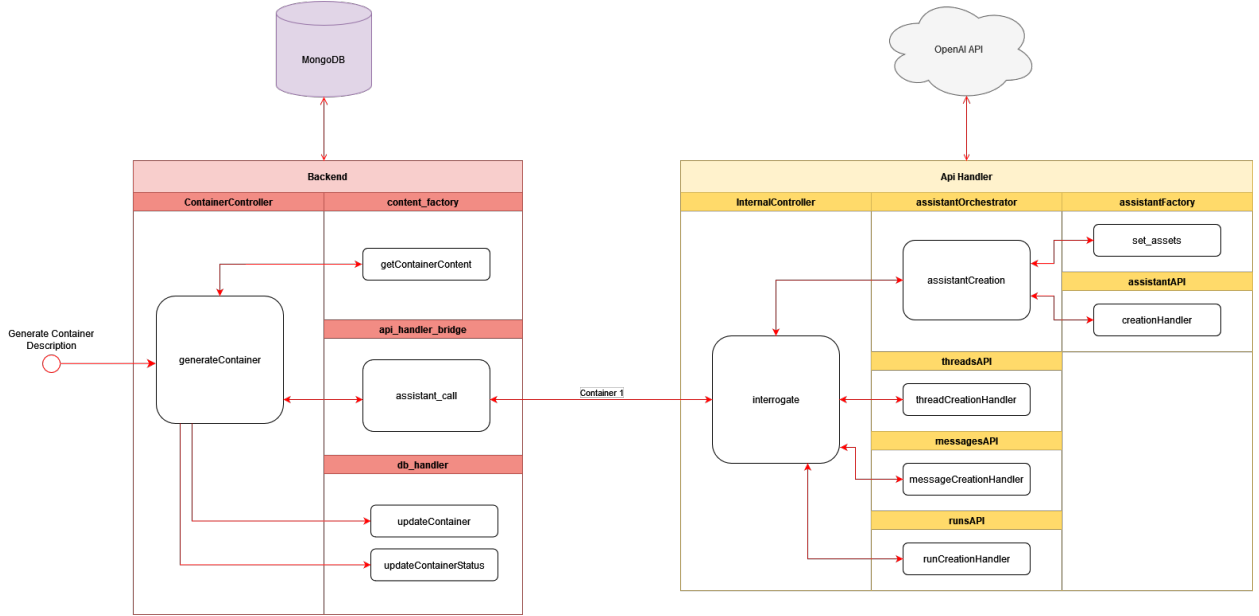 MongoDB
OpenAI API
Backend
ContainerController
content_factory
getContainerContent
generateContainer
Generate Container
Description
api_handler_bridge
assistant_call
db_handler
updateContainer
updateContainerStatus
Container 1
Api Handler
InternalController
assistantOrchestrator
assistantFactory
set_assets
assistantCreation
assistantAPI
creationHandler
interrogate
threadsAPI
threadCreationHandler
messagesAPI
messageCreationHandler
runsAPI
runCreationHandler